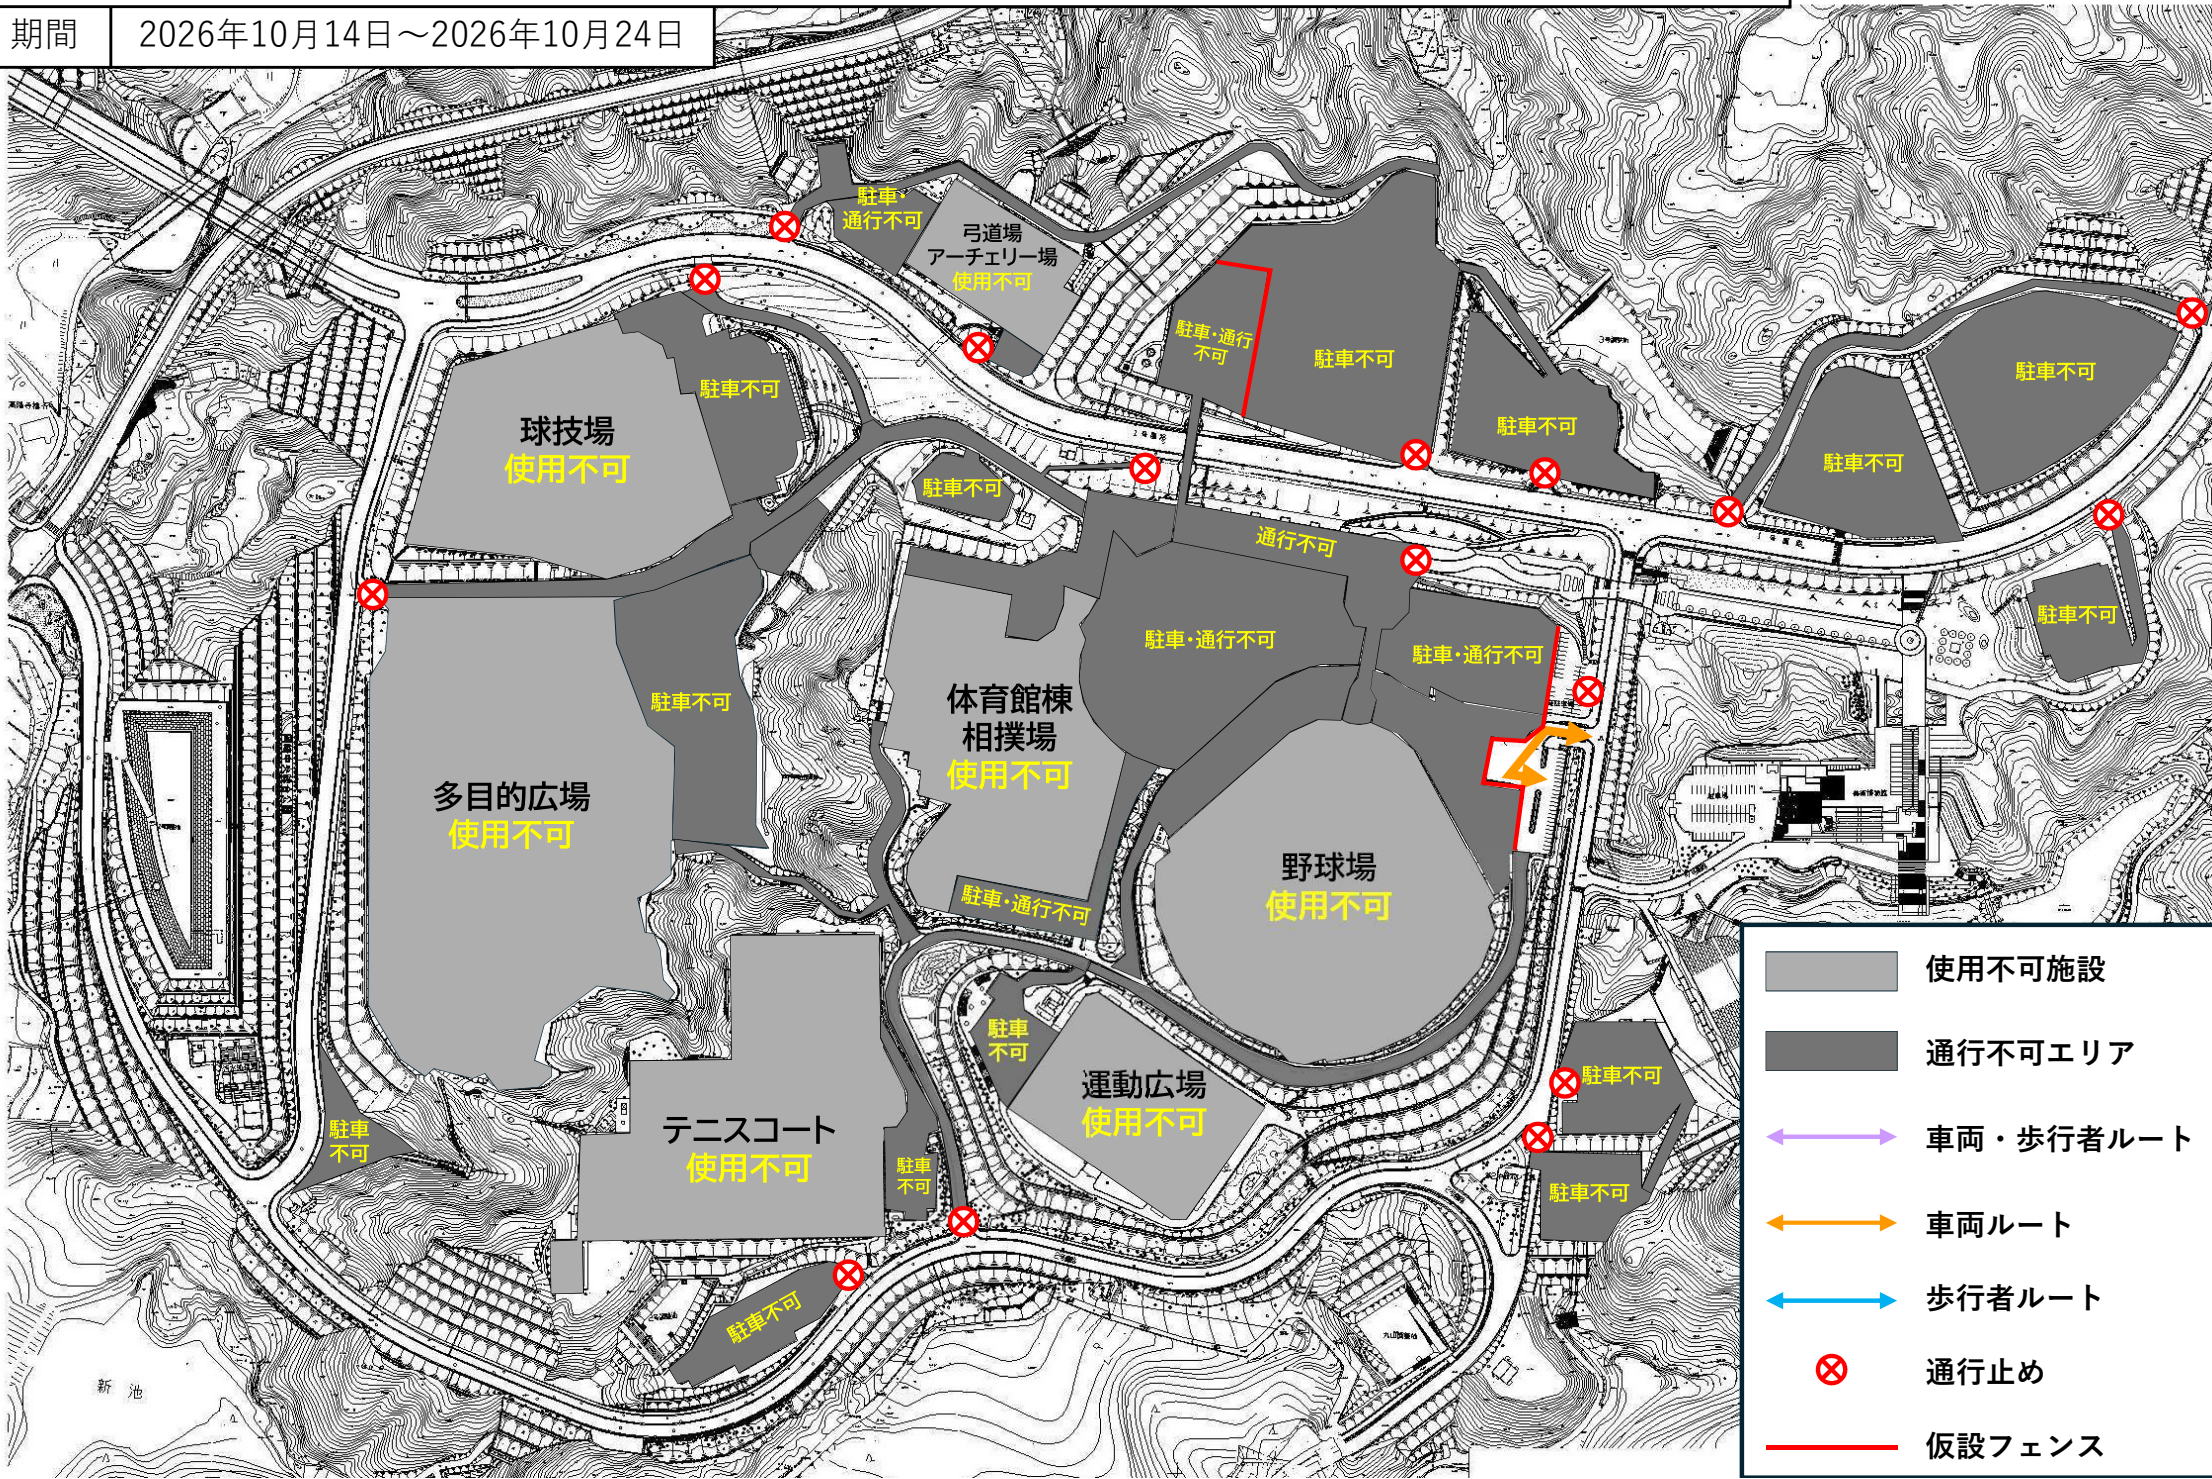 期間 2026年10月14日～2026年10月24日
駐車・
通行不可
弓道場
アーチェリー場
使用不可
駐車・通行
不可
駐車不可
駐車不可
駐車不可
駐車不可
駐車不可
球技場
使用不可
駐車不可
通行不可
駐車・通行不可
駐車・通行不可
駐車不可
駐車不可
体育館棟
相撲場
使用不可
多目的広場
使用不可
野球場
使用不可
駐車・通行不可
駐車
不可
運動広場
使用不可
駐車不可
駐車
不可
テニスコート
使用不可
駐車
不可
駐車不可
駐車不可
新池
使用不可施設
通行不可エリア
車両・歩行者ルート
車両ルート
歩行者ルート
通行止め
仮設フェンス